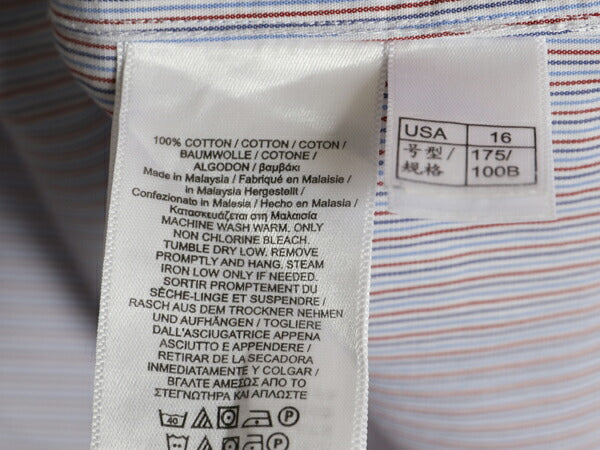 100% COTTON / COTTON / COTON /
BAUMWOLLE / COTONE /
ALGODON / βαμβάκι
Made in Malaysia / Fabriqué en Malaisie /
in Malaysia Hergestellt /
Confezionato in Malesia / Hecho en Malasia /
Κατασκευάζεται στη Μαλαισία
MACHINE WASH WARM. ONLY
NON CHLORINE BLEACH.
TUMBLE DRY LOW. REMOVE
PROMPTLY AND HANG. STEAM
IRON LOW ONLY IF NEEDED.
SORTIR PROMPTEMENT DU
SÈCHE-LINGE ET SUSPENDRE /
RASCH AUS DEM TROCKNER NEHMEN
UND AUFHÄNGEN / TOGLIERE
DALL'ASCIUGATRICE APPENA
ASCIUTTO E APPENDERE /
RETIRAR DE LA SECADORA
INMEDIATAMENTE Y COLGAR /
ΒΓΑΛΤΕ ΑΜΕΣΩΣ ΑΠΟ ΤΟ
ΣΤΕΓΝΩΤΗΡΑ ΚΑΙ ΑΠΛΩΣΤΕ
40 P
P
USA 16
号型/ 175/
规格 100B